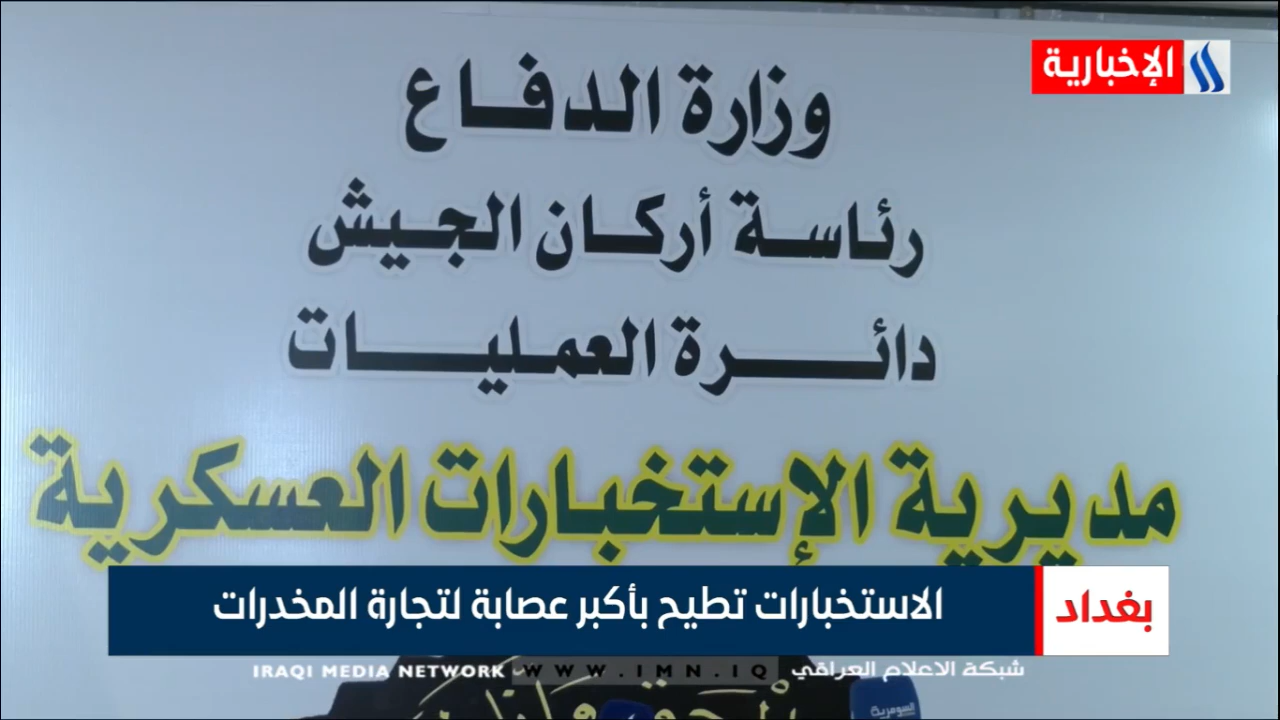 الإخبارية
وزارة الدفاع
رئاسة أركان الجيش
دائرة العمليات
مديرية الإستخبارات العسكرية
بغداد
الاستخبارات تطيح بأكبر عصابة لتجارة المخدرات
شبكة الاعلام العراقي WWW.IMN.IQ IRAQI MEDIA NETWORK
السومرية